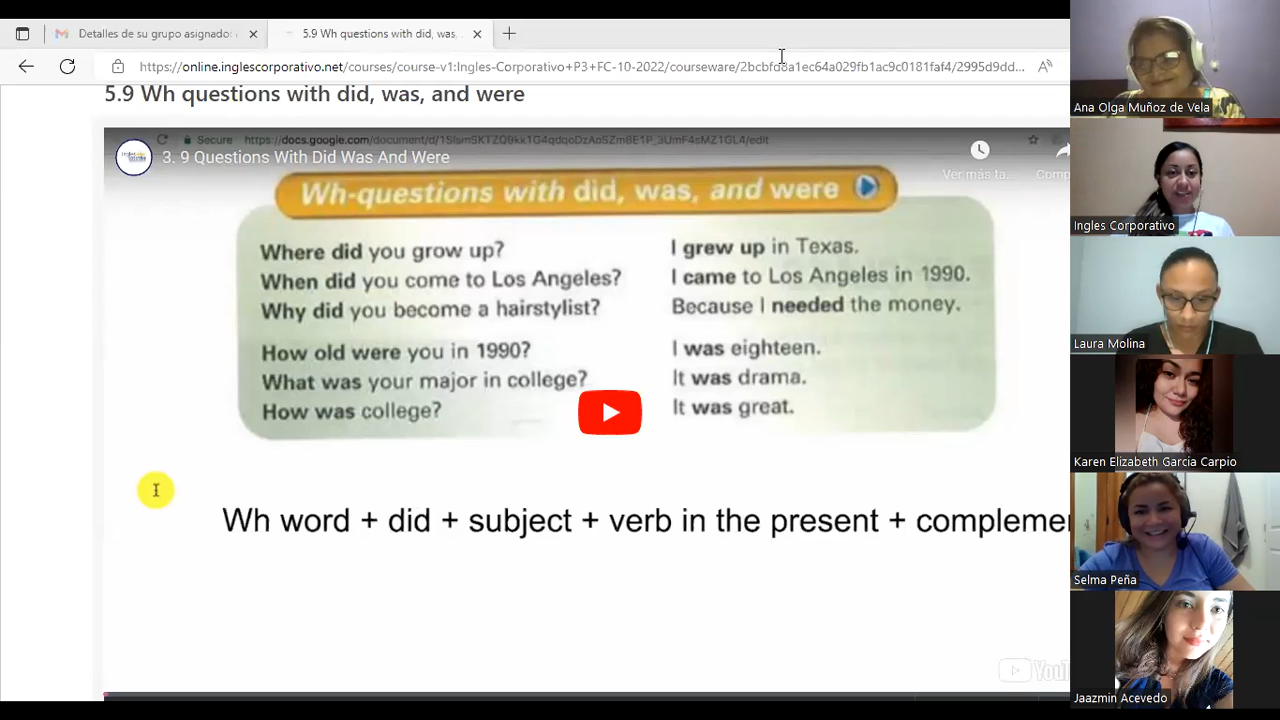 Detalles de su grupo asignado:
5.9 Wh questions with did, was,
https://online.inglescorporativo.net/courses/course-v1:Ingles-Corporativo+P3+FC-10-2022/courseware/2bcbfd8a1ec64a029fb1ac9c0181faf4/2995d9dd...
5.9 Wh questions with did, was, and were
Secure
3. 9 Questions With Did Was And Were
Ver más ta...
Wh-questions with did, was, and were
Where did you grow up? I grew up in Texas.
When did you come to Los Angeles? I came to Los Angeles in 1990.
Why did you become a hairstylist? Because I needed the money.
How old were you in 1990? I was eighteen.
What was your major in college? It was drama.
How was college? It was great.
Wh word + did + subject + verb in the present + complemen
Ana Olga Muñoz de Vela
Ingles Corporativo
Laura Molina
Karen Elizabeth Garcia Carpio
Selma Peña
Jaazmin Acevedo